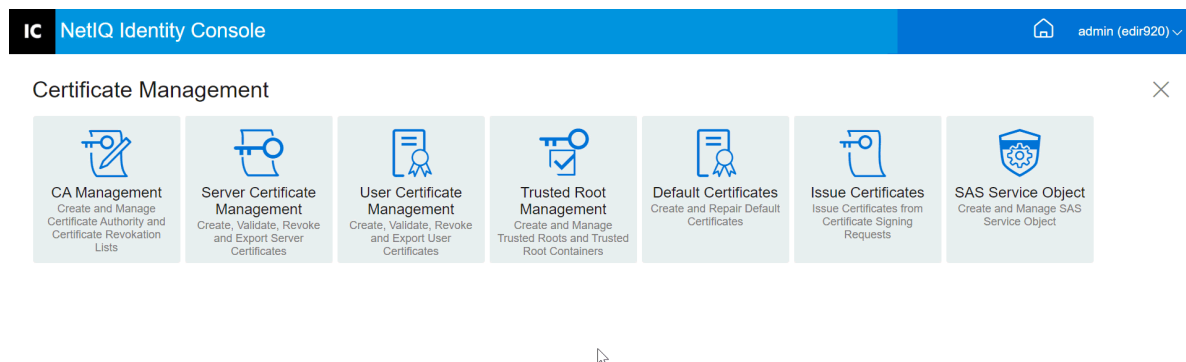 IC NetIQ Identity Console admin (edir920)
Certificate Management
CA Management
Create and Manage
Certificate Authority and
Certificate Revokation
Lists
Server Certificate
Management
Create, Validate, Revoke
and Export Server
Certificates
User Certificate
Management
Create, Validate, Revoke
and Export User
Certificates
Trusted Root
Management
Create and Manage
Trusted Roots and Trusted
Root Containers
Default Certificates
Create and Repair Default
Certificates
Issue Certificates
Issue Certificates from
Certificate Signing
Requests
SAS Service Object
Create and Manage SAS
Service Object